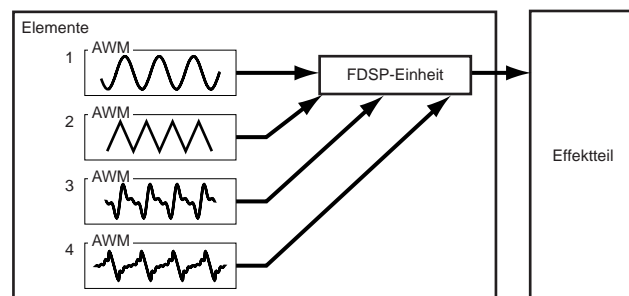 Elemente
1 AWM
FDSP-Einheit
2 AWM
3 AWM
4 AWM
Effektteil